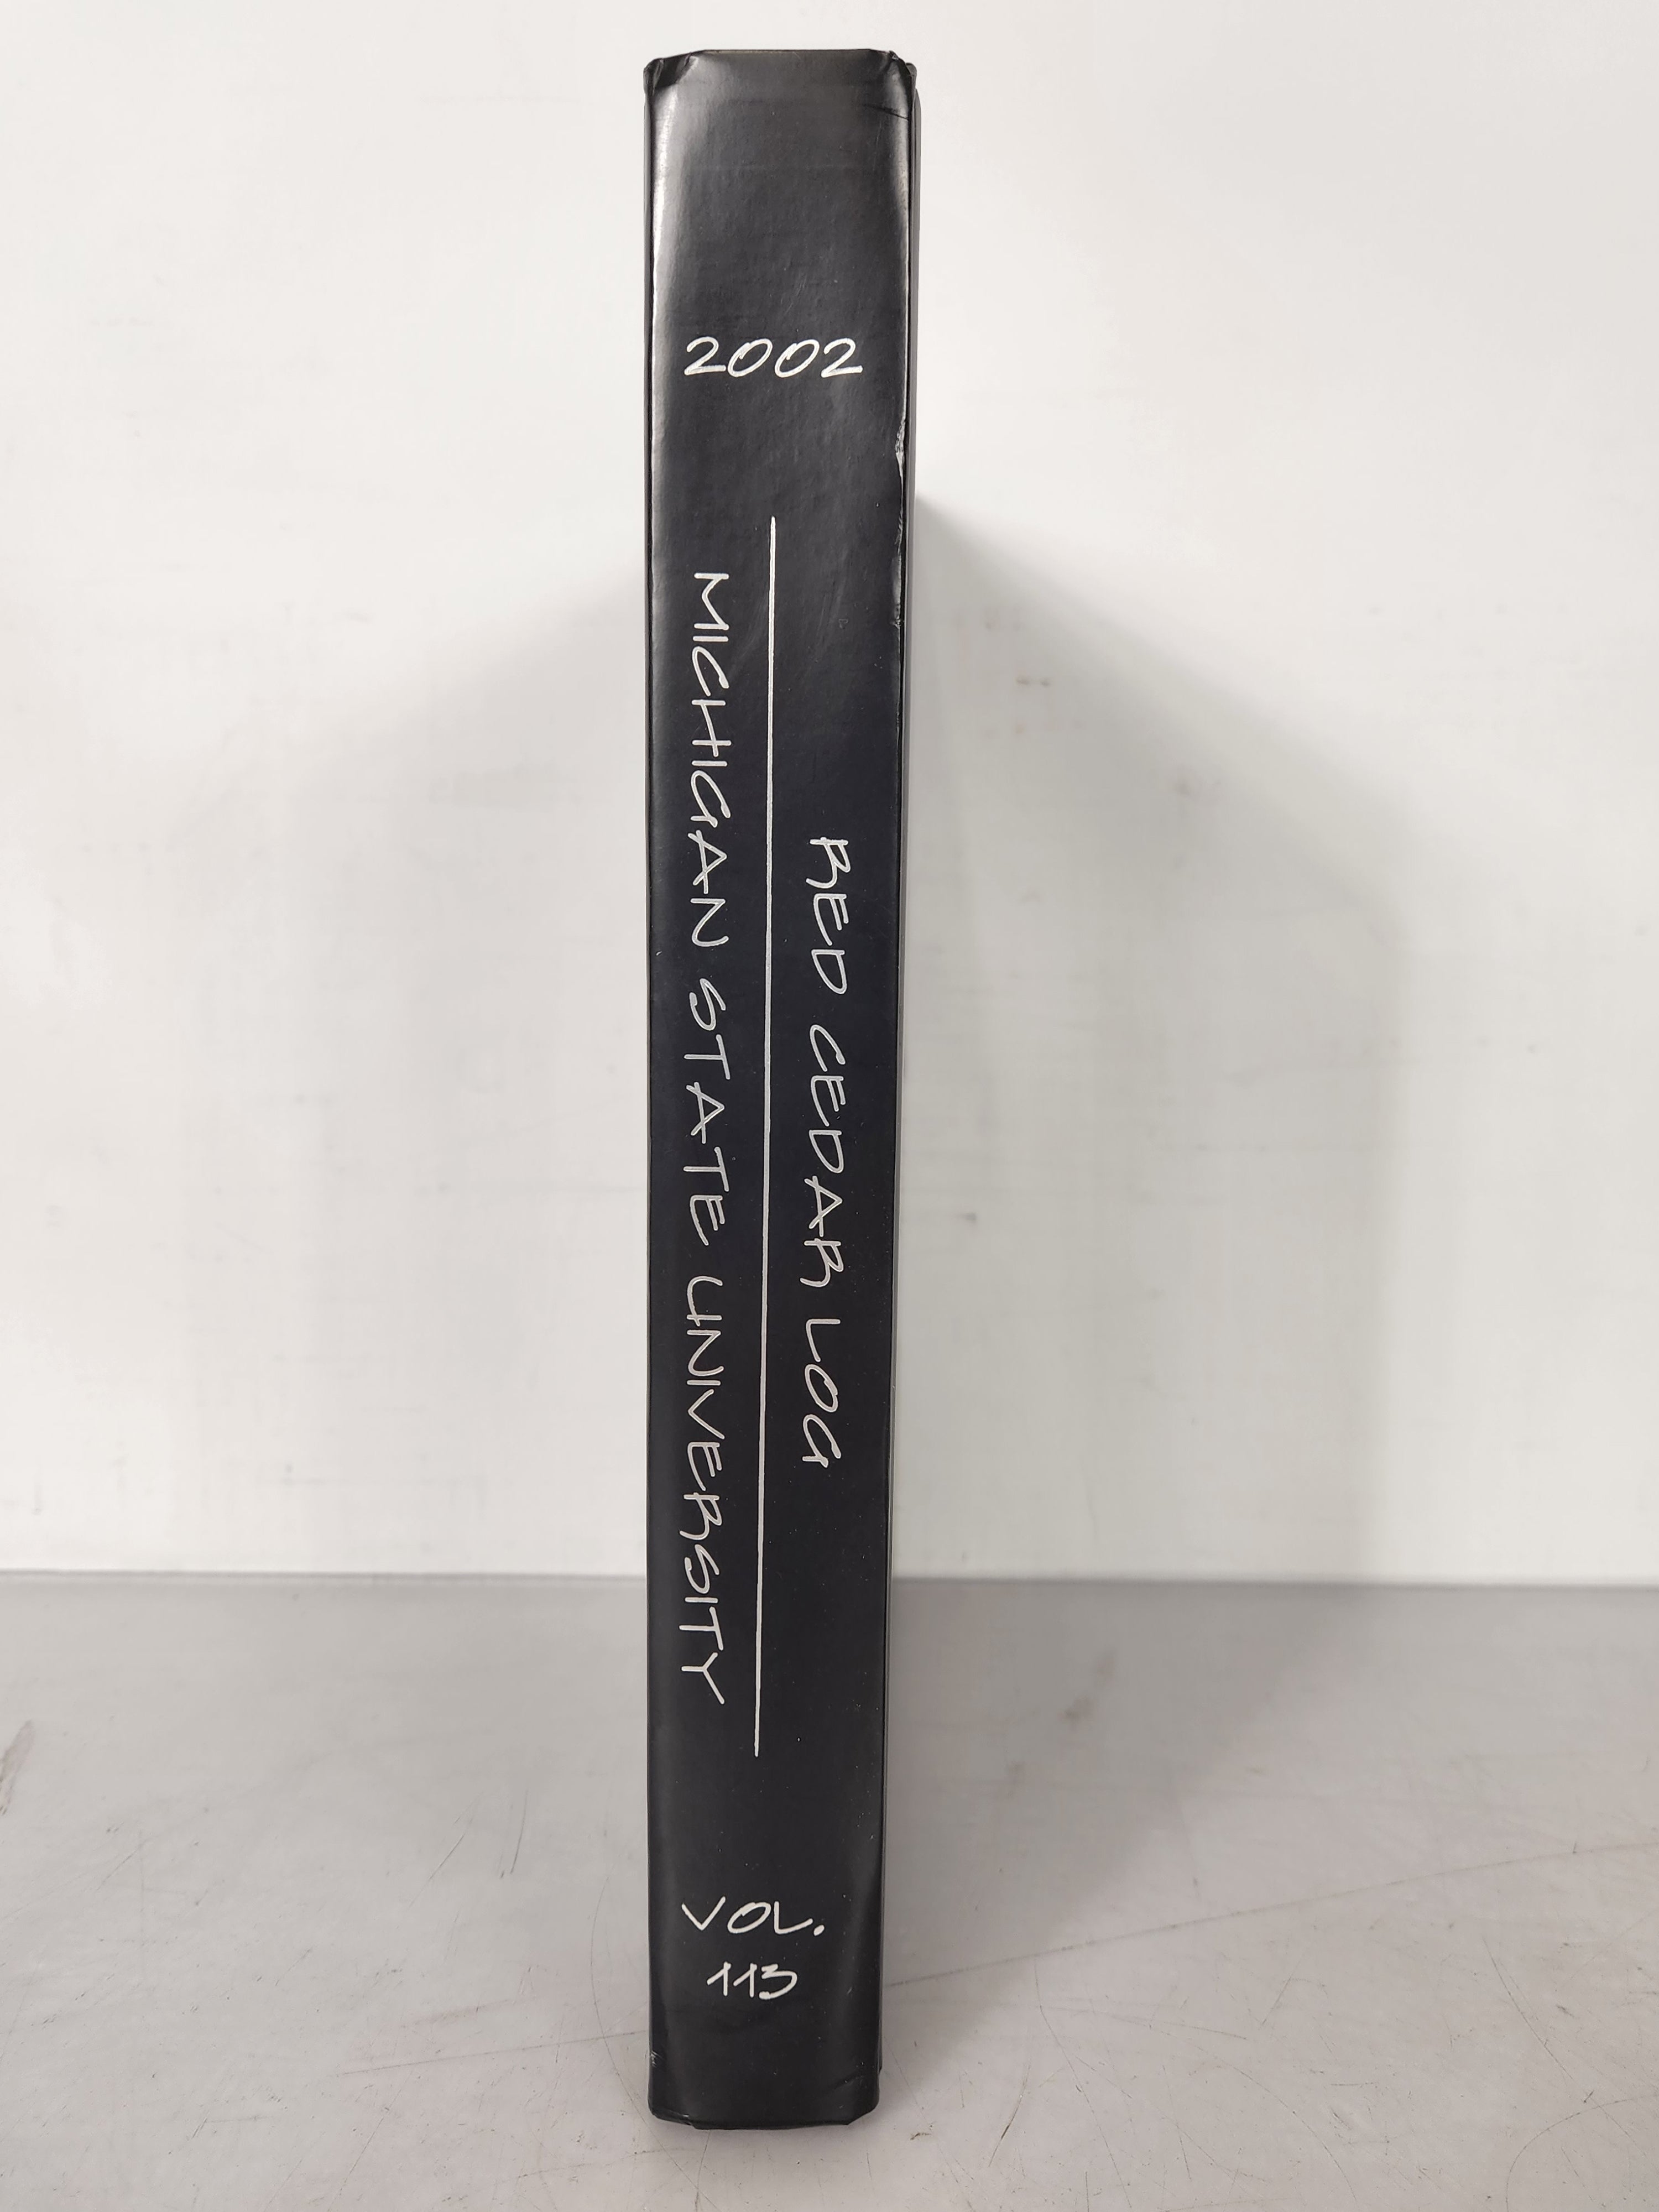 2002
RED CEDAR LOG
MICHIGAN STATE UNIVERSITY
VOL.
113